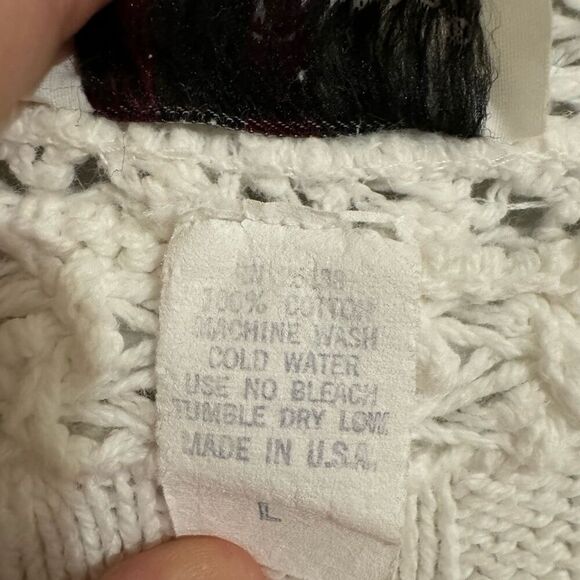 100% COTTON
MACHINE WASH
COLD WATER
USE NO BLEACH
TUMBLE DRY LOW
MADE IN U.S.A.
L